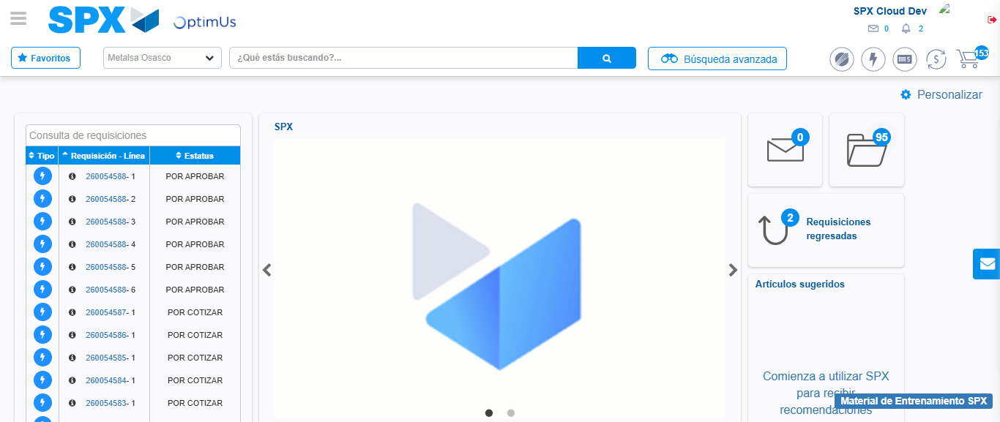 SPX OptimUs
SPX Cloud Dev
0 2
Favoritos
Metalsa Osasco
¿Qué estás buscando?...
Búsqueda avanzada
153
Personalizar
Consulta de requisiciones
Tipo Requisición - Línea Estatus
260054588- 1 POR APROBAR
260054588- 2 POR APROBAR
260054588- 3 POR APROBAR
260054588- 4 POR APROBAR
260054588- 5 POR APROBAR
260054588- 6 POR APROBAR
260054587- 1 POR COTIZAR
260054586- 1 POR COTIZAR
260054585- 1 POR COTIZAR
260054584- 1 POR COTIZAR
260054583- 1 POR COTIZAR
SPX
0
95
2
Requisiciones
regresadas
Artículos sugeridos
Comienza a utilizar SPX
para recibir
recomendaciones
Material de Entrenamiento SPX